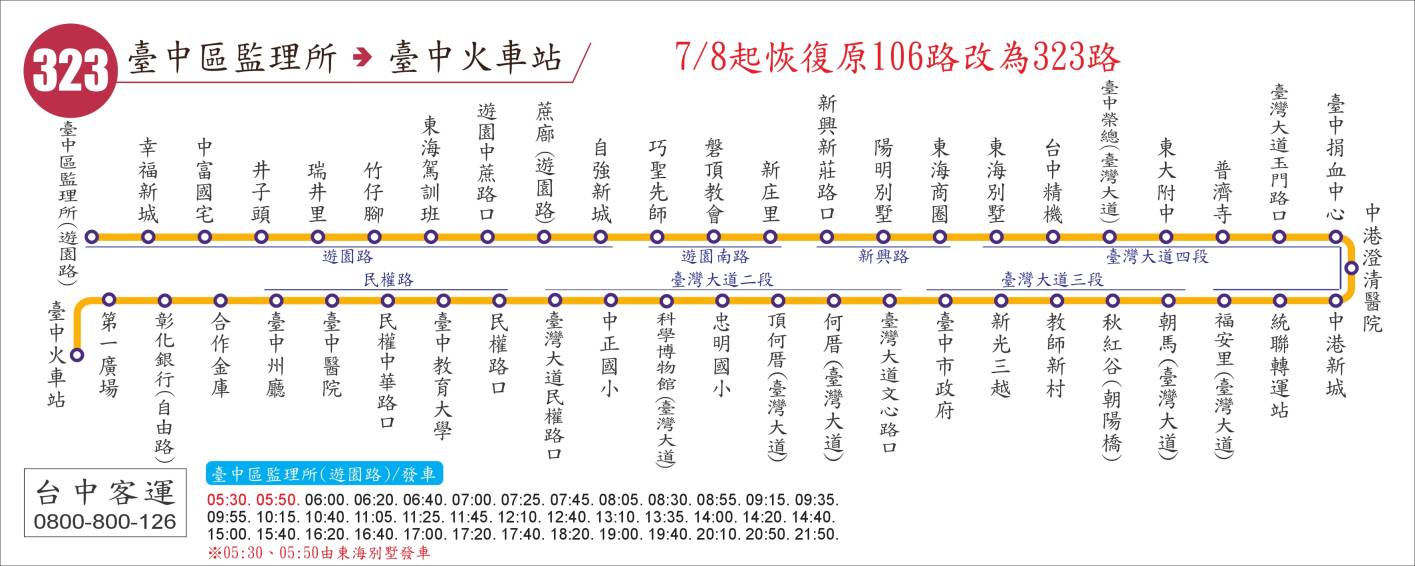 323
臺中區監理所 ➔ 臺中火車站
7/8起恢復原106路改為323路
臺中區監理所(遊園路)
幸福新城
中富國宅
井子頭
瑞井里
竹仔腳
東海駕訓班
遊園中蔗路口
蔗廍(遊園路)
自強新城
巧聖先師
磐頂教會
新庄里
新興新莊路口
陽明別墅
東海商圈
東海別墅
台中精機
臺中榮總(臺灣大道)
東大附中
普濟寺
臺灣大道玉門路口
臺中捐血中心
中港澄清醫院
遊園路
遊園南路
新興路
臺灣大道四段
民權路
臺灣大道二段
臺灣大道三段
臺中火車站
第一廣場
彰化銀行(自由路)
合作金庫
臺中州廳
臺中醫院
民權中華路口
臺中教育大學
民權路口
臺灣大道民權路口
中正國小
科學博物館(臺灣大道)
忠明國小
頂何厝(臺灣大道)
何厝(臺灣大道)
臺灣大道文心路口
臺中市政府
新光三越
教師新村
秋紅谷(朝陽橋)
朝馬(臺灣大道)
福安里(臺灣大道)
統聯轉運站
中港新城
台中客運
0800-800-126
臺中區監理所(遊園路)/發車
05:30. 05:50. 06:00. 06:20. 06:40. 07:00. 07:25. 07:45. 08:05. 08:30. 08:55. 09:15. 09:35.
09:55. 10:15. 10:40. 11:05. 11:25. 11:45. 12:10. 12:40. 13:10. 13:35. 14:00. 14:20. 14:40.
15:00. 15:40. 16:20. 16:40. 17:00. 17:20. 17:40. 18:20. 19:00. 19:40. 20:10. 20:50. 21:50.
※05:30、05:50由東海別墅發車